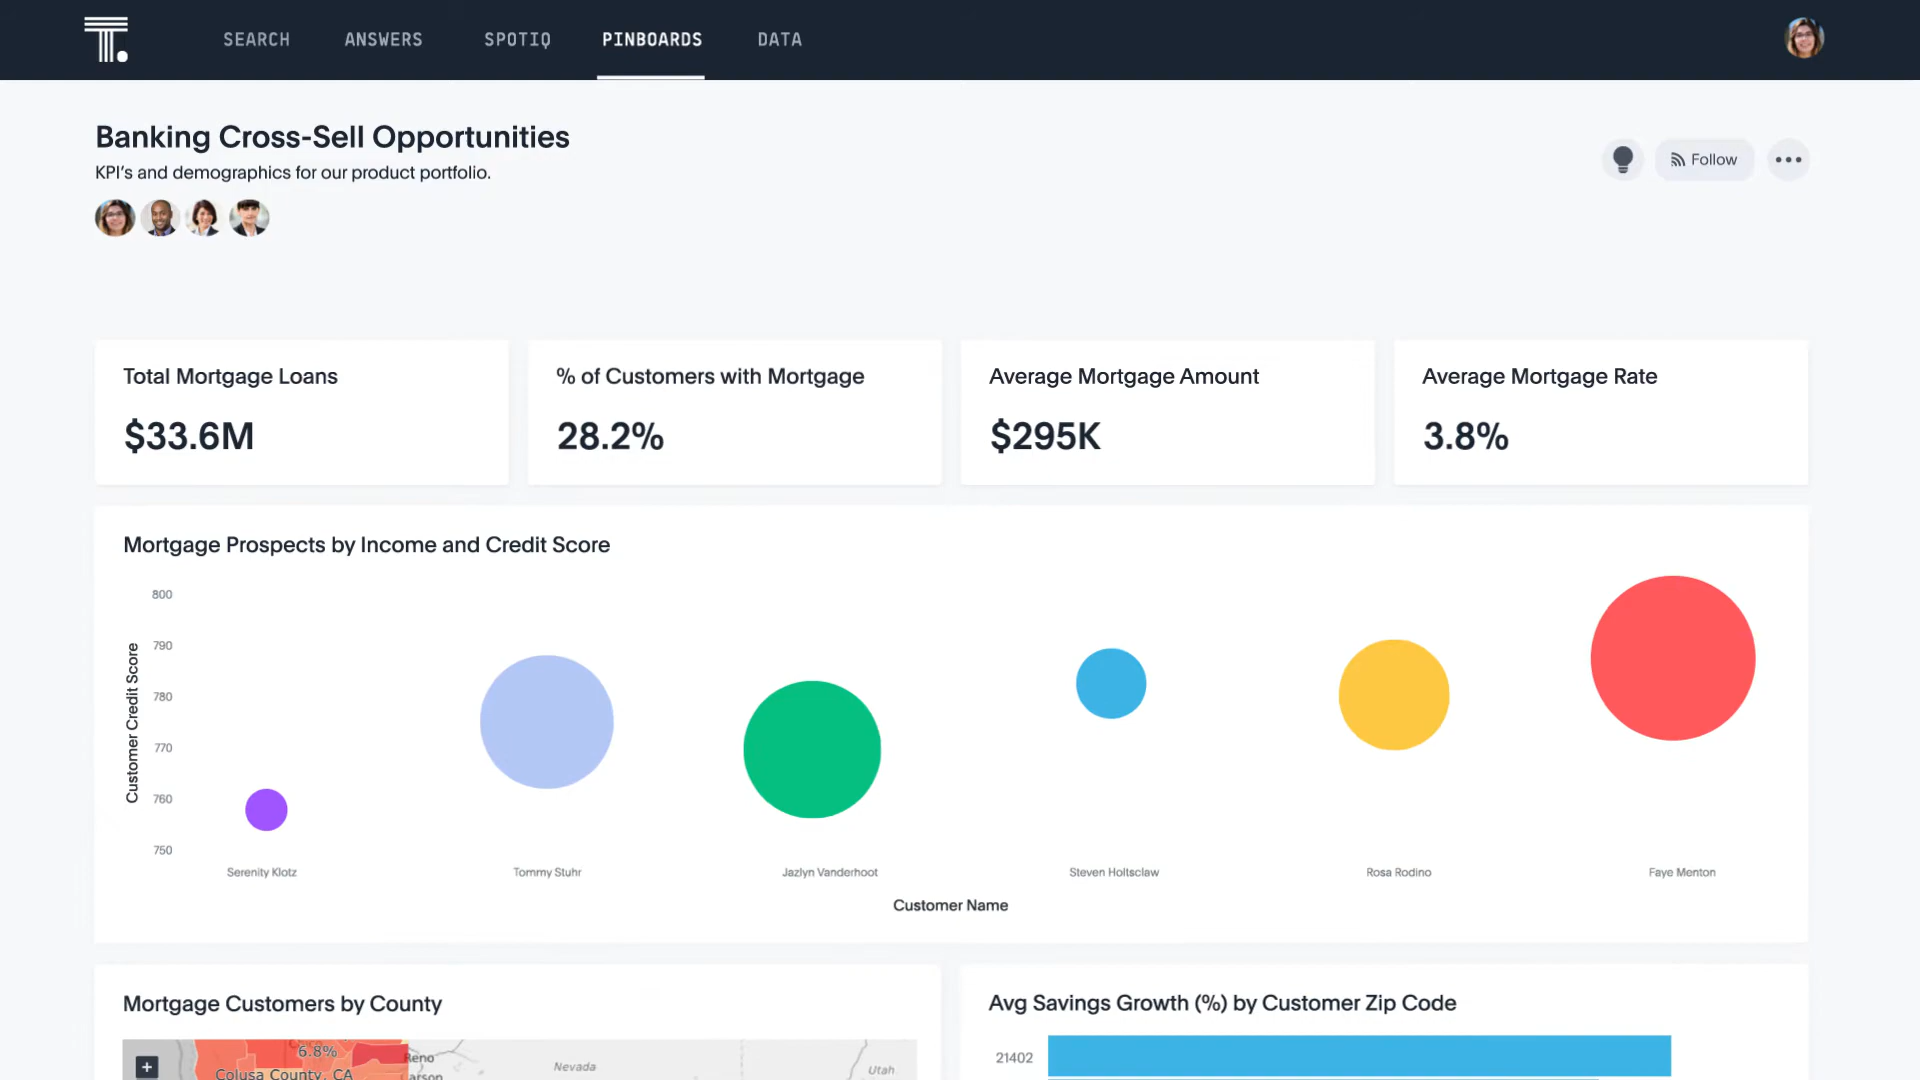 T.
SEARCH
ANSWERS
SPOTIQ
PINBOARDS
DATA
Banking Cross-Sell Opportunities
KPI's and demographics for our product portfolio.
Follow
Total Mortgage Loans
$33.6M
% of Customers with Mortgage
28.2%
Average Mortgage Amount
$295K
Average Mortgage Rate
3.8%
Mortgage Prospects by Income and Credit Score
Customer Credit Score
800
790
780
770
760
750
Serenity Klotz
Tommy Stuhr
Jazlyn Vanderhoot
Steven Holtsclaw
Rosa Rodino
Faye Menton
Customer Name
Mortgage Customers by County
+
6.8%
Colusa County, CA
Reno
Carson
Nevada
Utah
Avg Savings Growth (%) by Customer Zip Code
21402